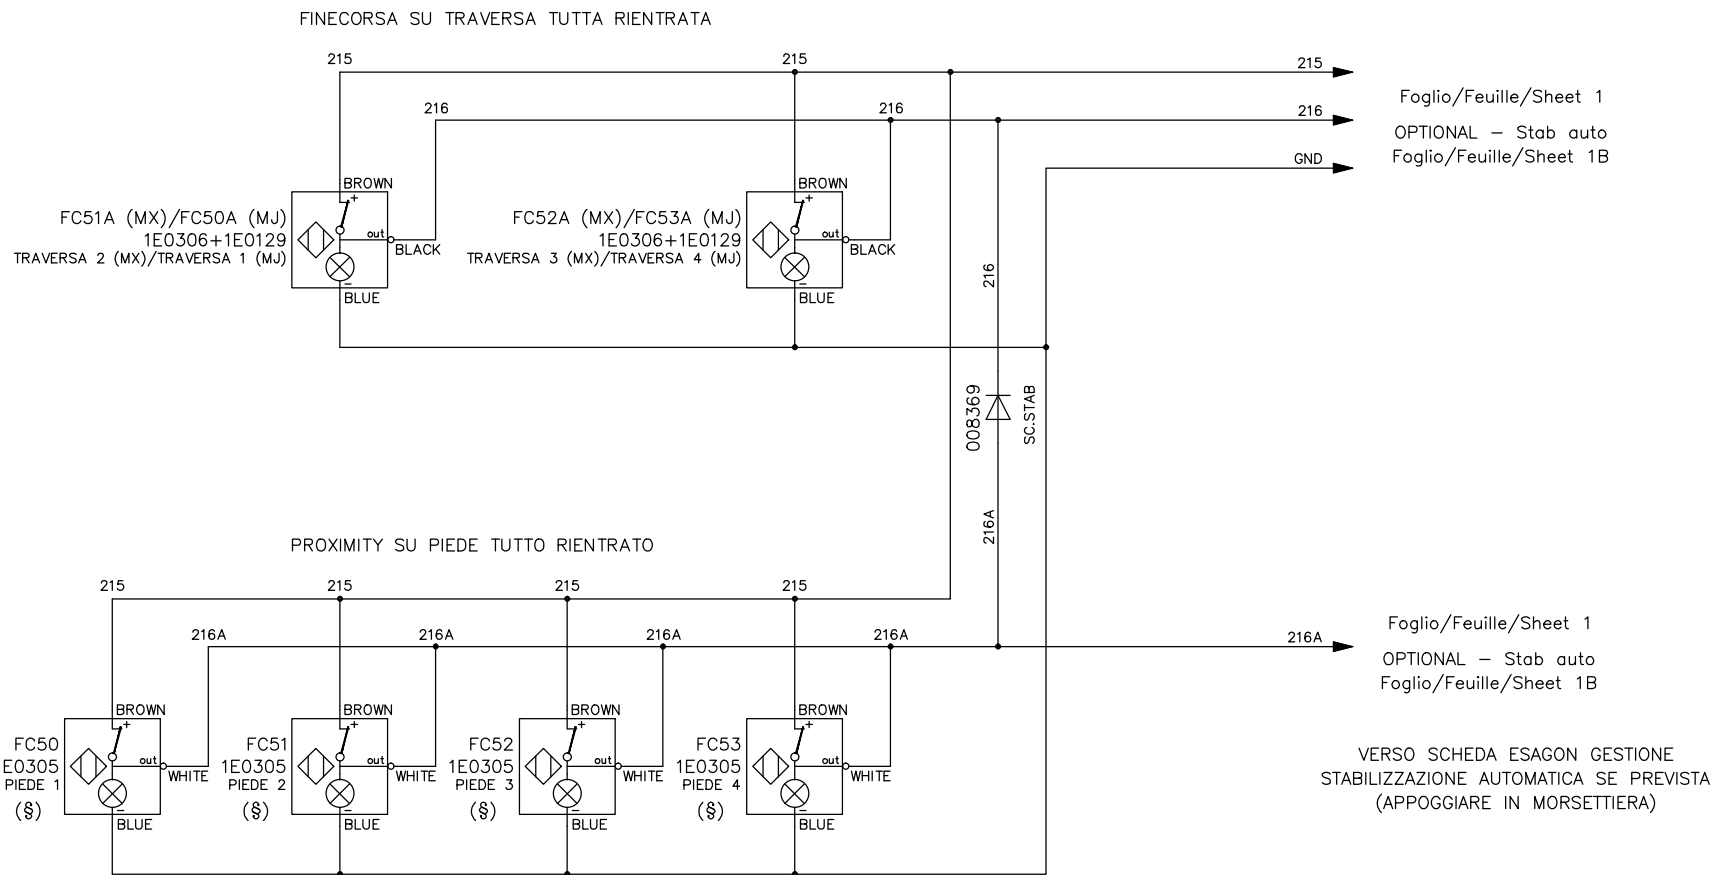 FINECORSA SU TRAVERSA TUTTA RIENTRATA
215
215
215
216
216
216
GND
Foglio/Feuille/Sheet 1
OPTIONAL – Stab auto
Foglio/Feuille/Sheet 1B
BROWN
+
FC51A (MX)/FC50A (MJ)
1E0306+1E0129
TRAVERSA 2 (MX)/TRAVERSA 1 (MJ)
out
BLACK
–
BLUE
BROWN
+
FC52A (MX)/FC53A (MJ)
1E0306+1E0129
TRAVERSA 3 (MX)/TRAVERSA 4 (MJ)
out
BLACK
–
BLUE
216
008369
SC.STAB
216A
PROXIMITY SU PIEDE TUTTO RIENTRATO
215
215
215
215
216A
216A
216A
216A
216A
Foglio/Feuille/Sheet 1
OPTIONAL – Stab auto
Foglio/Feuille/Sheet 1B
BROWN
+
FC50
E0305
PIEDE 1
(§)
out
WHITE
–
BLUE
BROWN
+
FC51
1E0305
PIEDE 2
(§)
out
WHITE
–
BLUE
BROWN
+
FC52
1E0305
PIEDE 3
(§)
out
WHITE
–
BLUE
BROWN
+
FC53
1E0305
PIEDE 4
(§)
out
WHITE
–
BLUE
VERSO SCHEDA ESAGON GESTIONE
STABILIZZAZIONE AUTOMATICA SE PREVISTA
(APPOGGIARE IN MORSETTIERA)